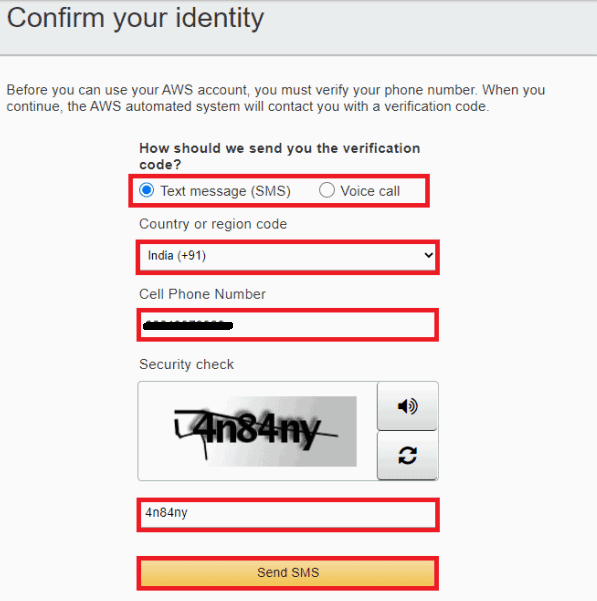 Confirm your identity
Before you can use your AWS account, you must verify your phone number. When you
continue, the AWS automated system will contact you with a verification code.
How should we send you the verification
code?
Text message (SMS) Voice call
Country or region code
India (+91)
Cell Phone Number
Security check
4n84ny
4n84ny
Send SMS